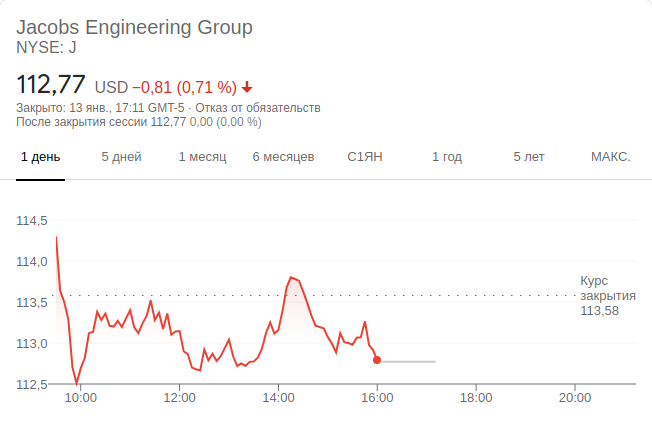 Jacobs Engineering Group
NYSE: J
112,77 USD −0,81 (0,71 %)
Закрыто: 13 янв., 17:11 GMT-5 · Отказ от обязательств
После закрытия сессии 112,77 0,00 (0,00 %)
1 день 5 дней 1 месяц 6 месяцев С1ЯН 1 год 5 лет МАКС.
114,5
114,0
113,5
113,0
112,5
Курс
закрытия
113,58
10:00 12:00 14:00 16:00 18:00 20:00